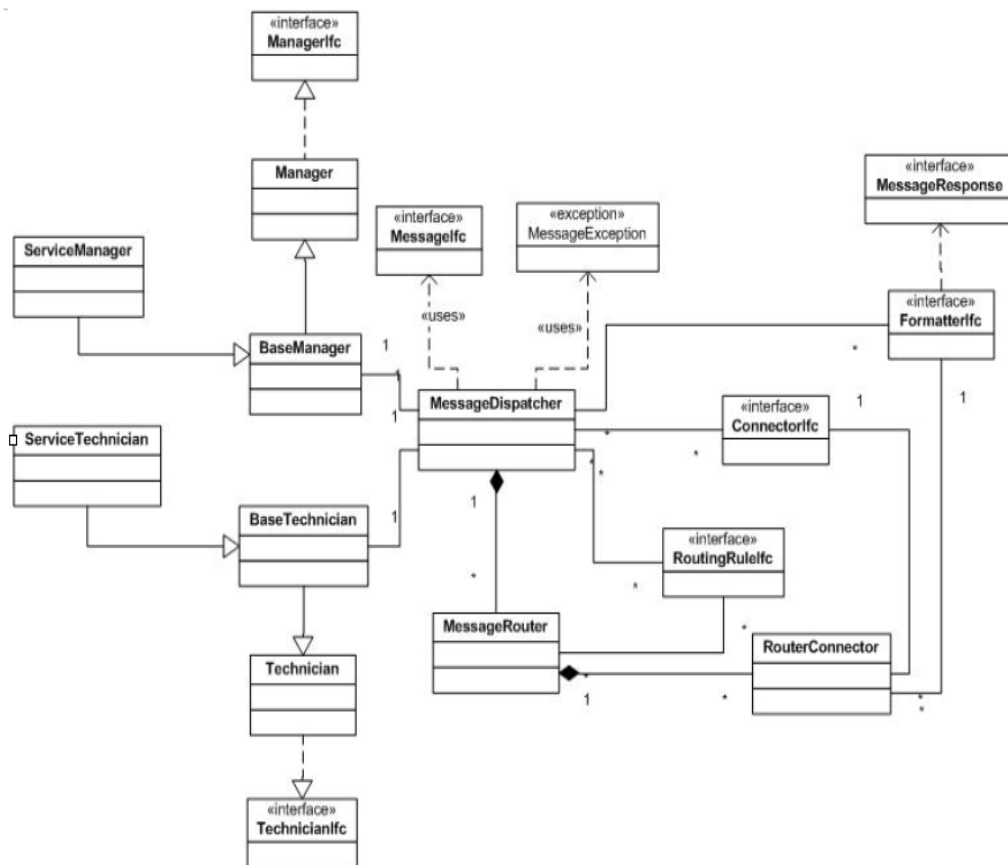 «interface»
ManagerIfc
Manager
«interface»
MessageResponse
«interface»
MessageIfc
«exception»
MessageException
ServiceManager
«interface»
FormatterIfc
«uses»
«uses»
BaseManager
1
1
*
1
MessageDispatcher
«interface»
ConnectorIfc
1
1
ServiceTechnician
*
*
*
*
BaseTechnician
1
1
«interface»
RoutingRuleIfc
*
*
MessageRouter
*
RouterConnector
Technician
*
1
*
*
*
«interface»
TechnicianIfc